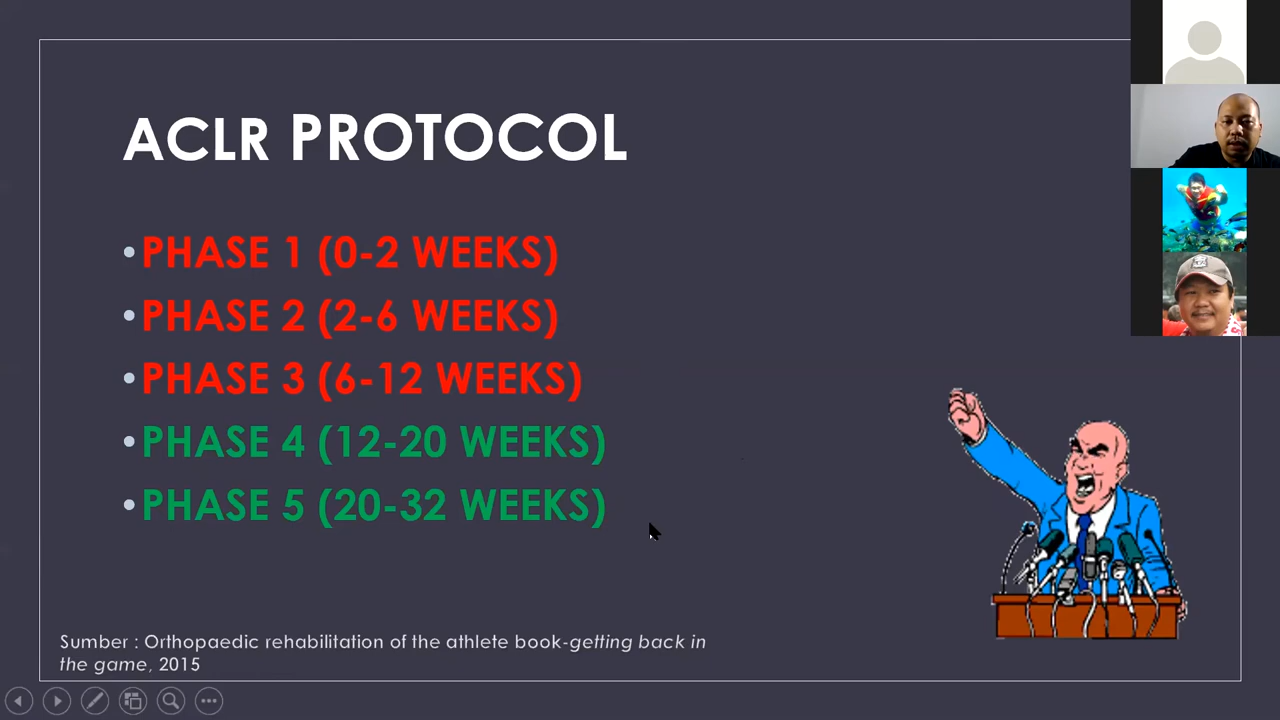 ACLR PROTOCOL
•PHASE 1 (0-2 WEEKS)
•PHASE 2 (2-6 WEEKS)
•PHASE 3 (6-12 WEEKS)
•PHASE 4 (12-20 WEEKS)
•PHASE 5 (20-32 WEEKS)
Sumber : Orthopaedic rehabilitation of the athlete book-getting back in
the game, 2015